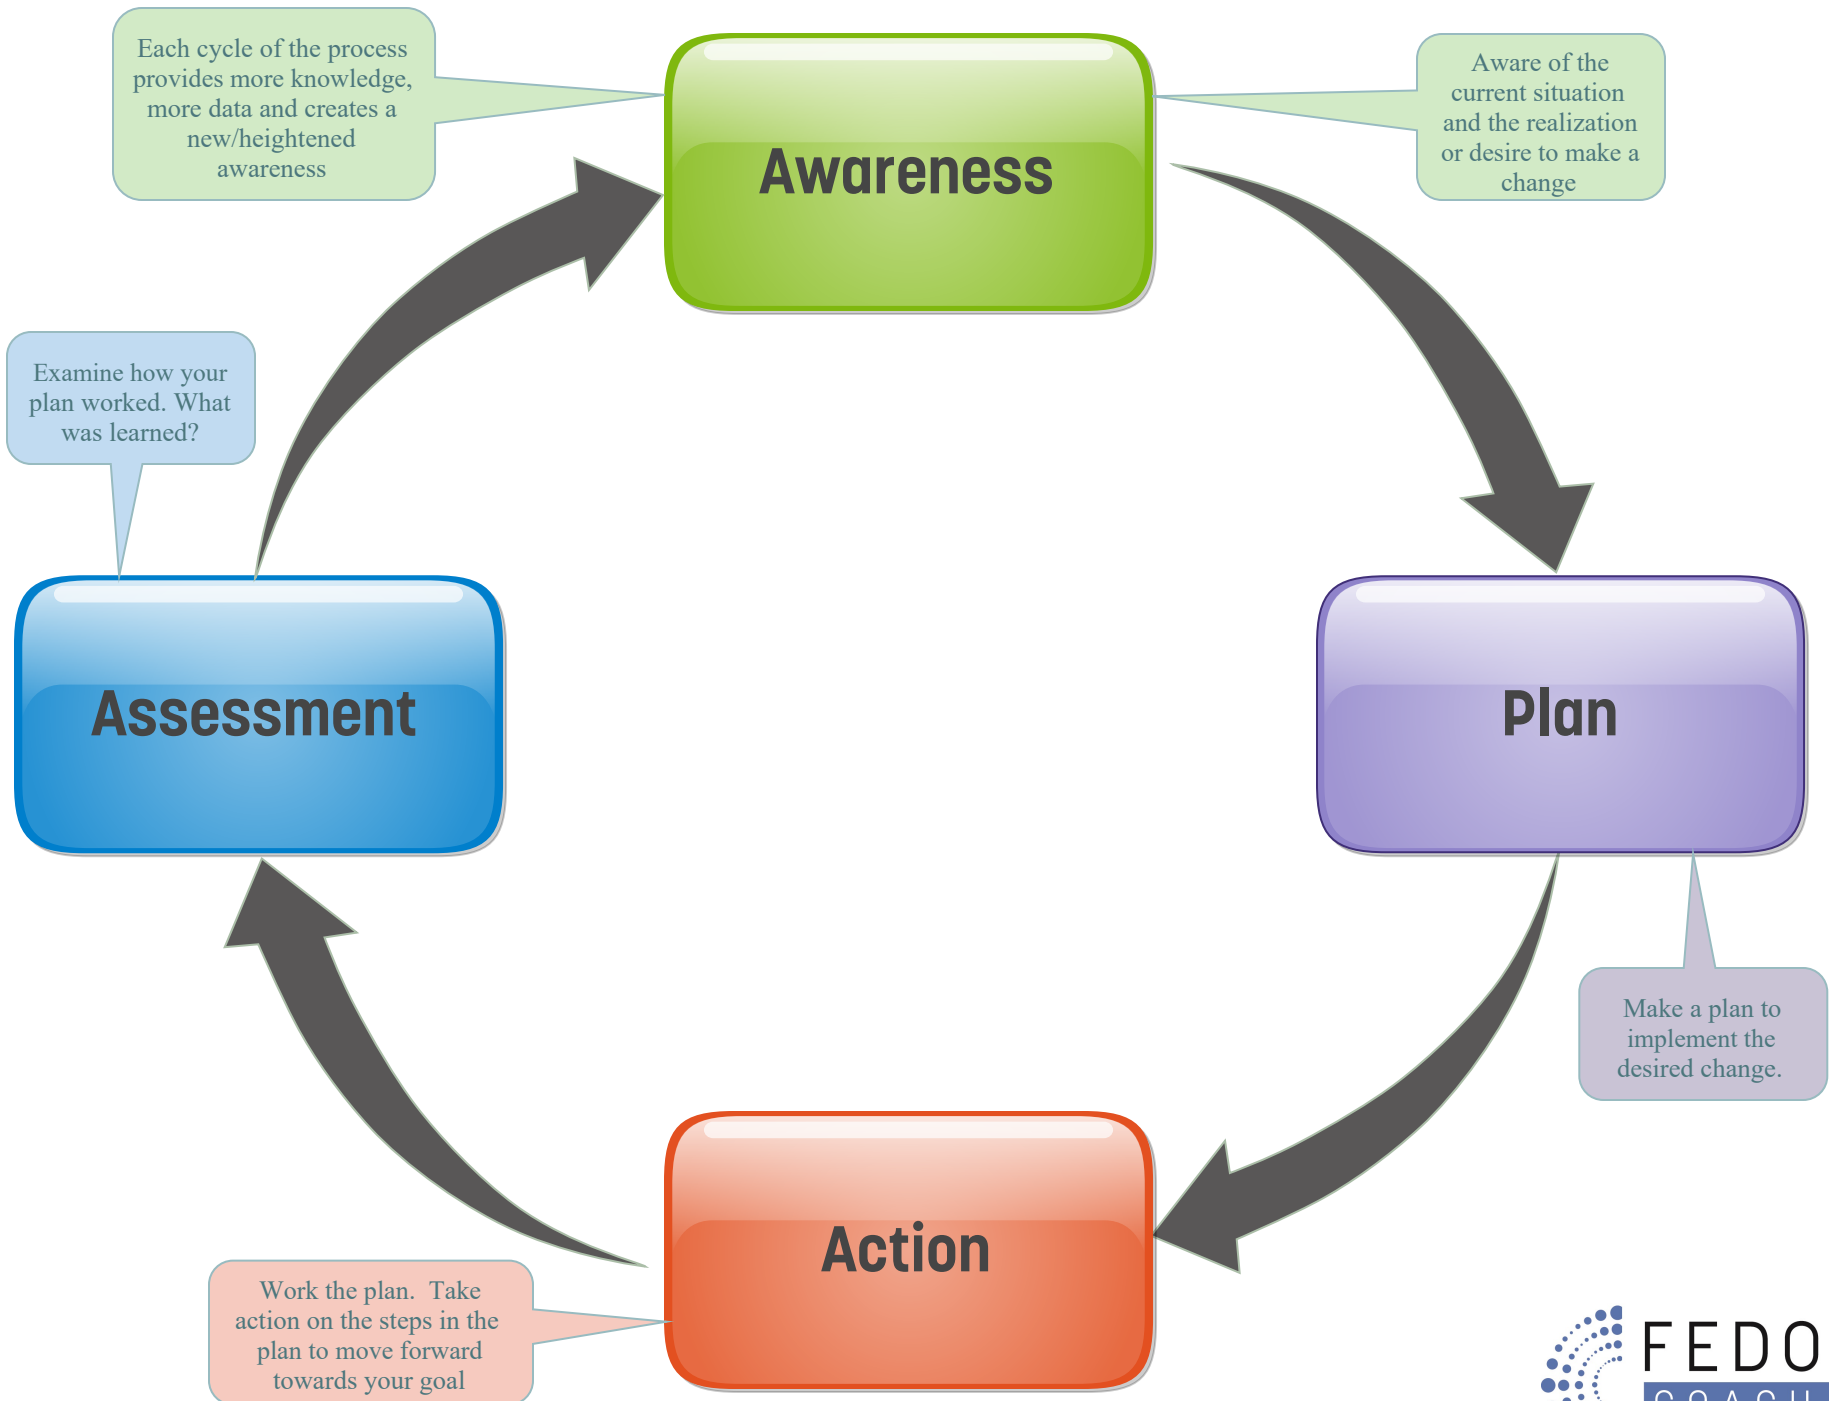 Each cycle of the process
provides more knowledge,
more data and creates a
new/heightened
awareness
Awareness
Aware of the
current situation
and the realization
or desire to make a
change
Examine how your
plan worked. What
was learned?
Assessment
Plan
Make a plan to
implement the
desired change.
Action
Work the plan.  Take
action on the steps in the
plan to move forward
towards your goal
FEDO